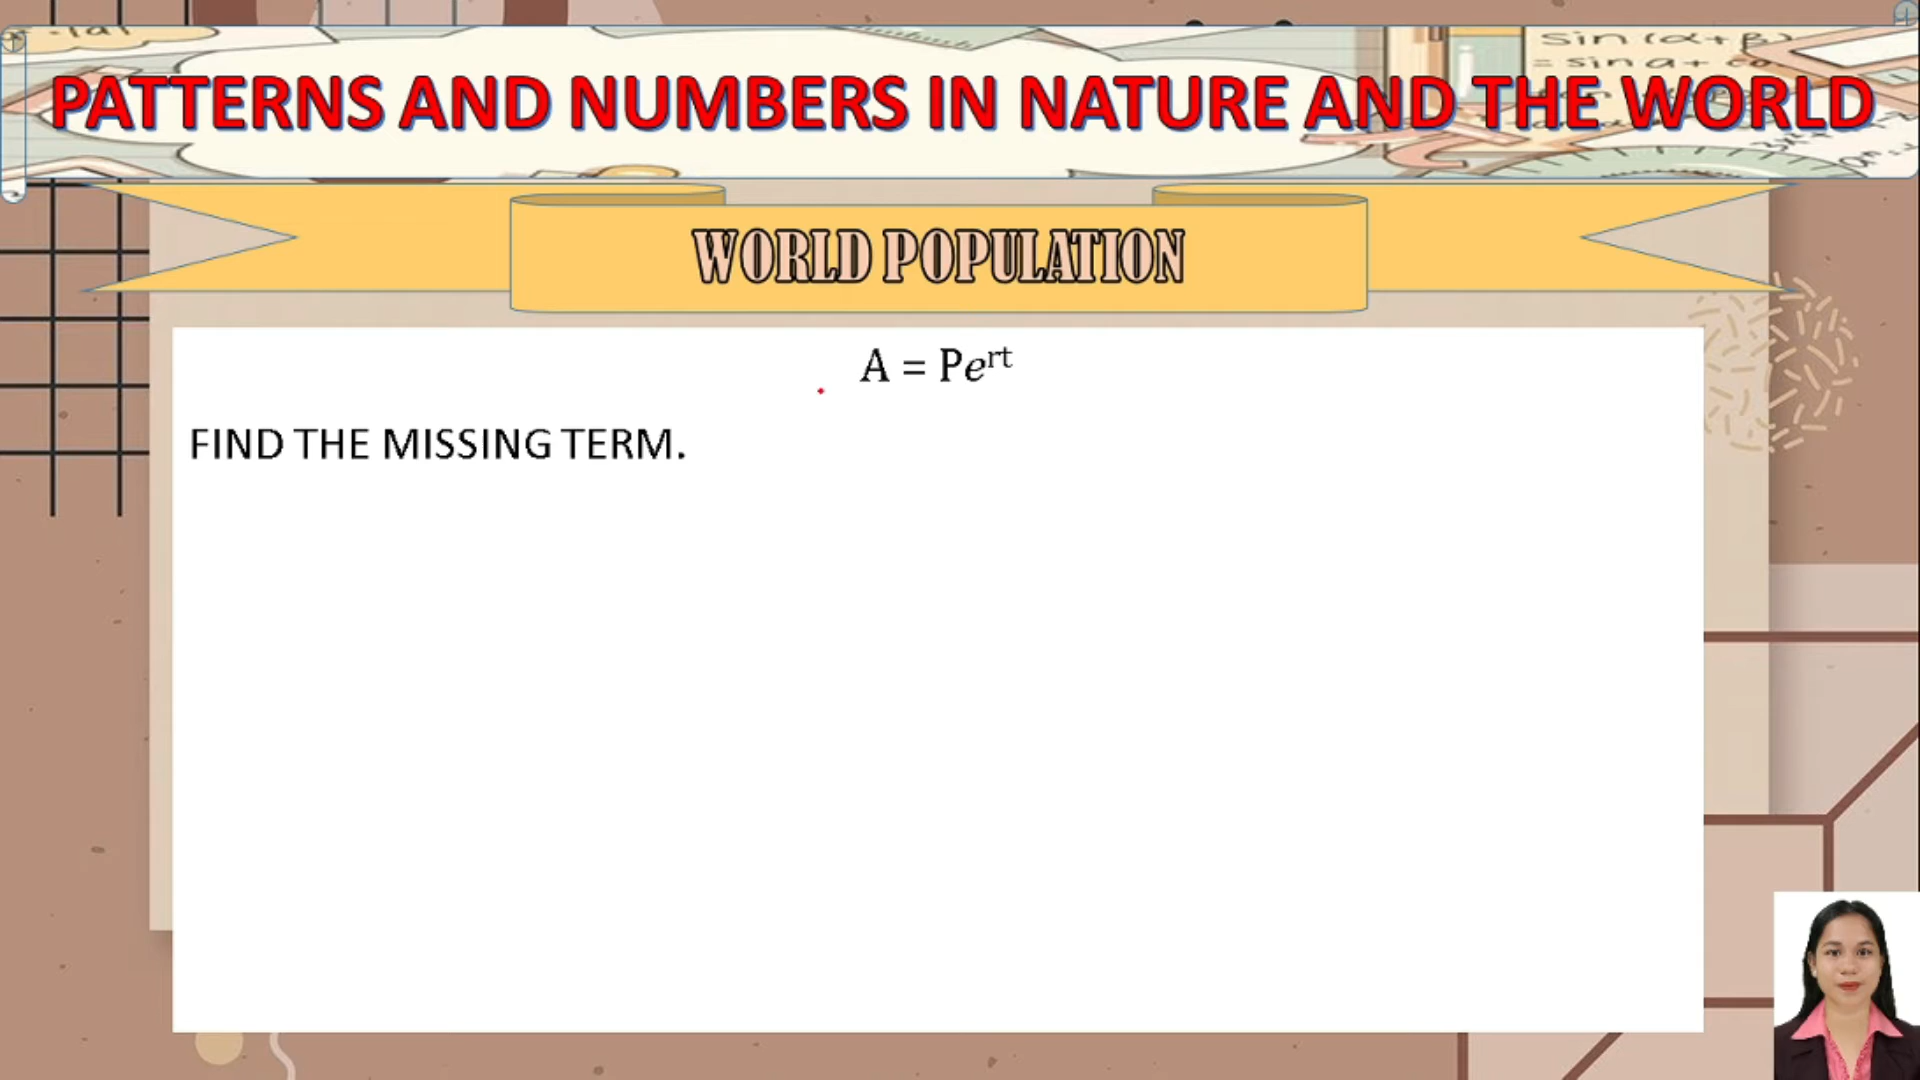 PATTERNS AND NUMBERS IN NATURE AND THE WORLD
WORLD POPULATION
A = Pe^rt
FIND THE MISSING TERM.